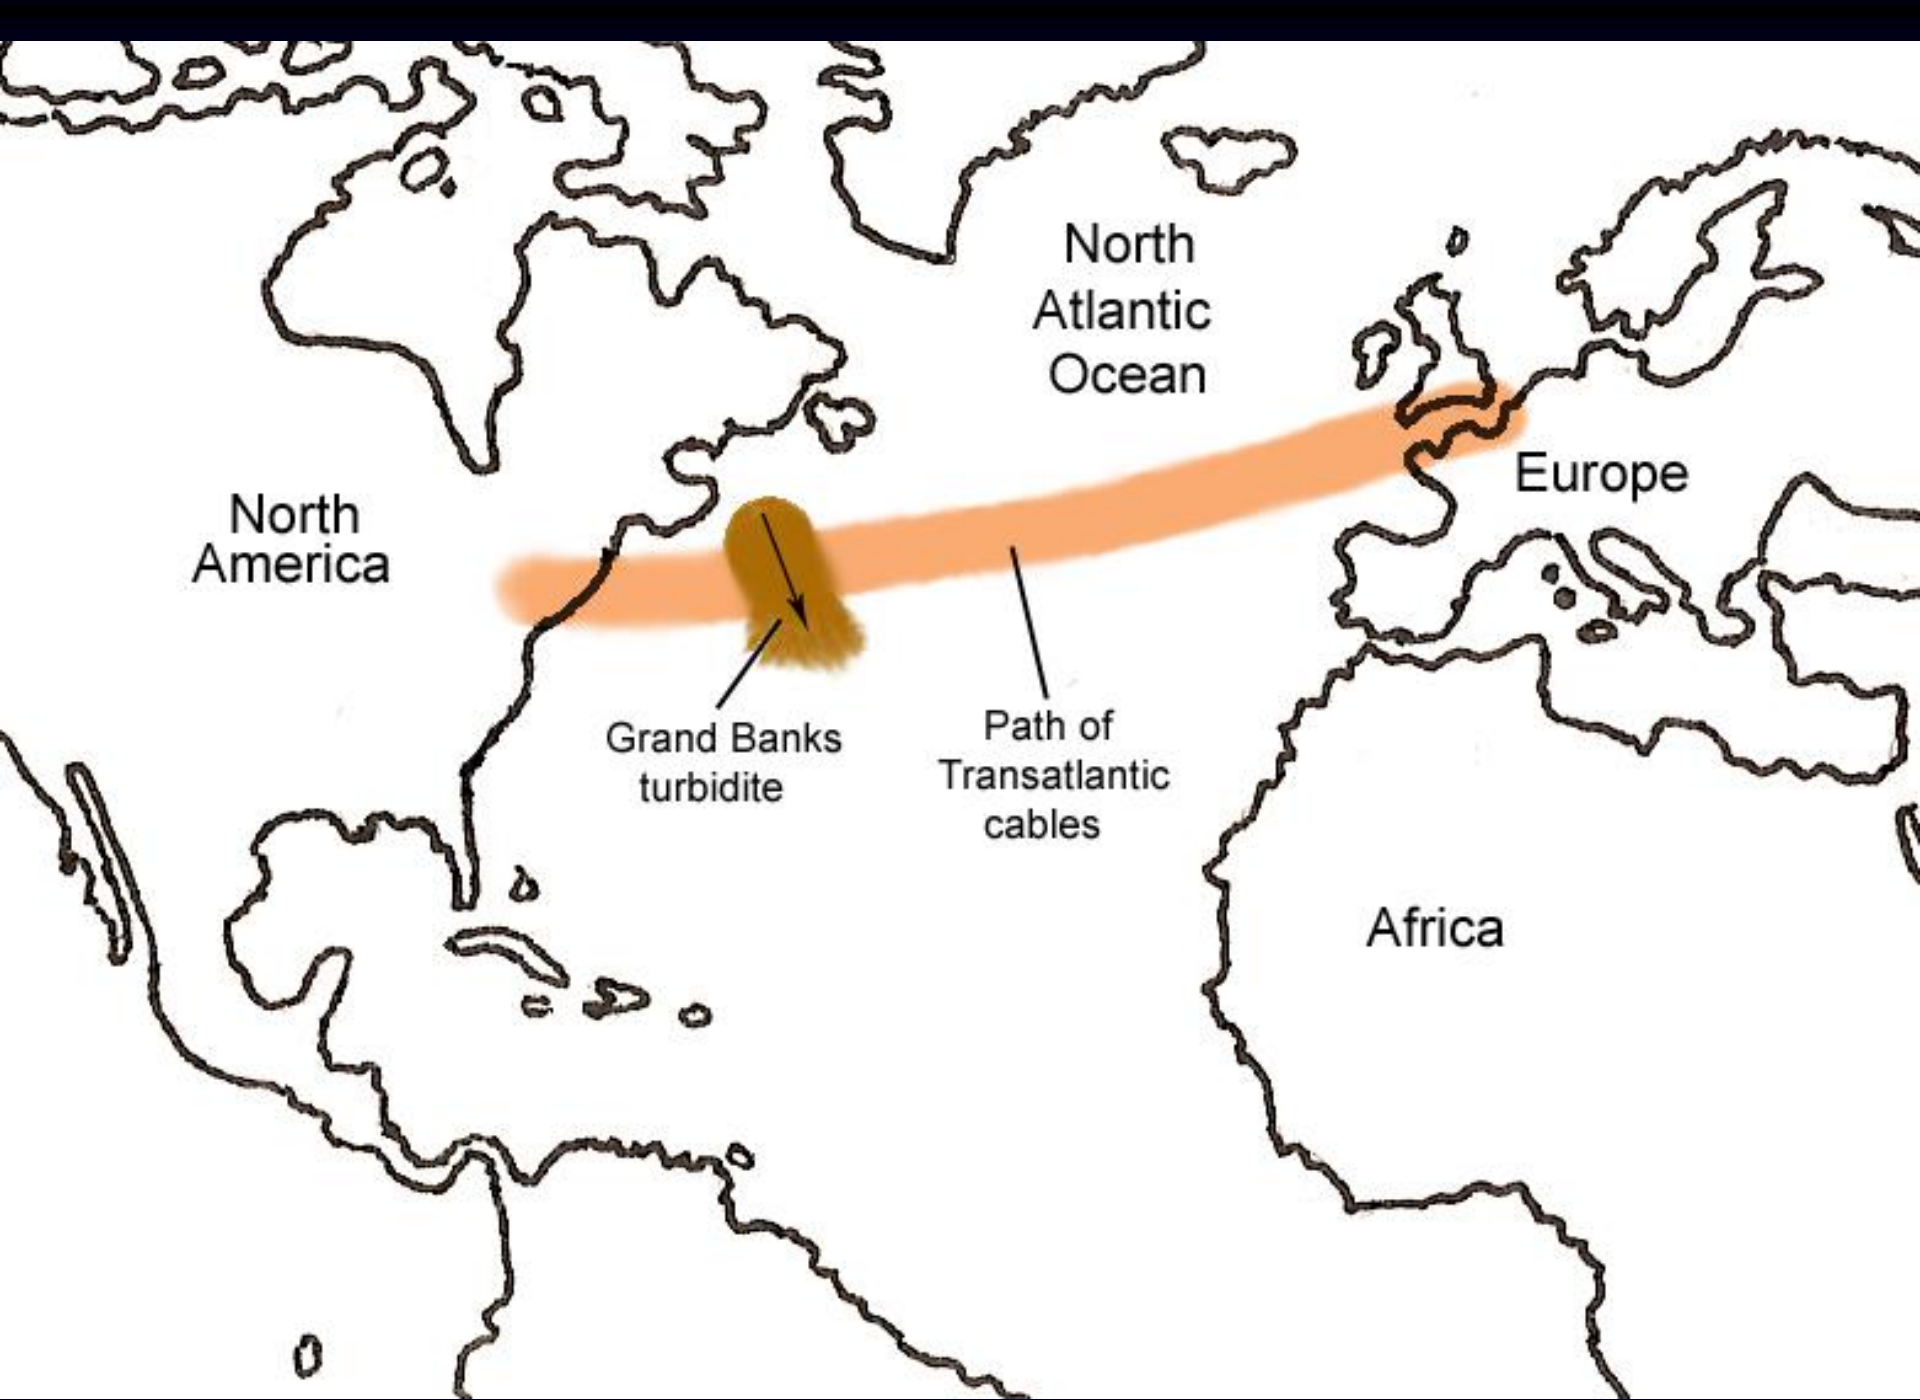 North
Atlantic
Ocean
Europe
North
America
Grand Banks
turbidite
Path of
Transatlantic
cables
Africa